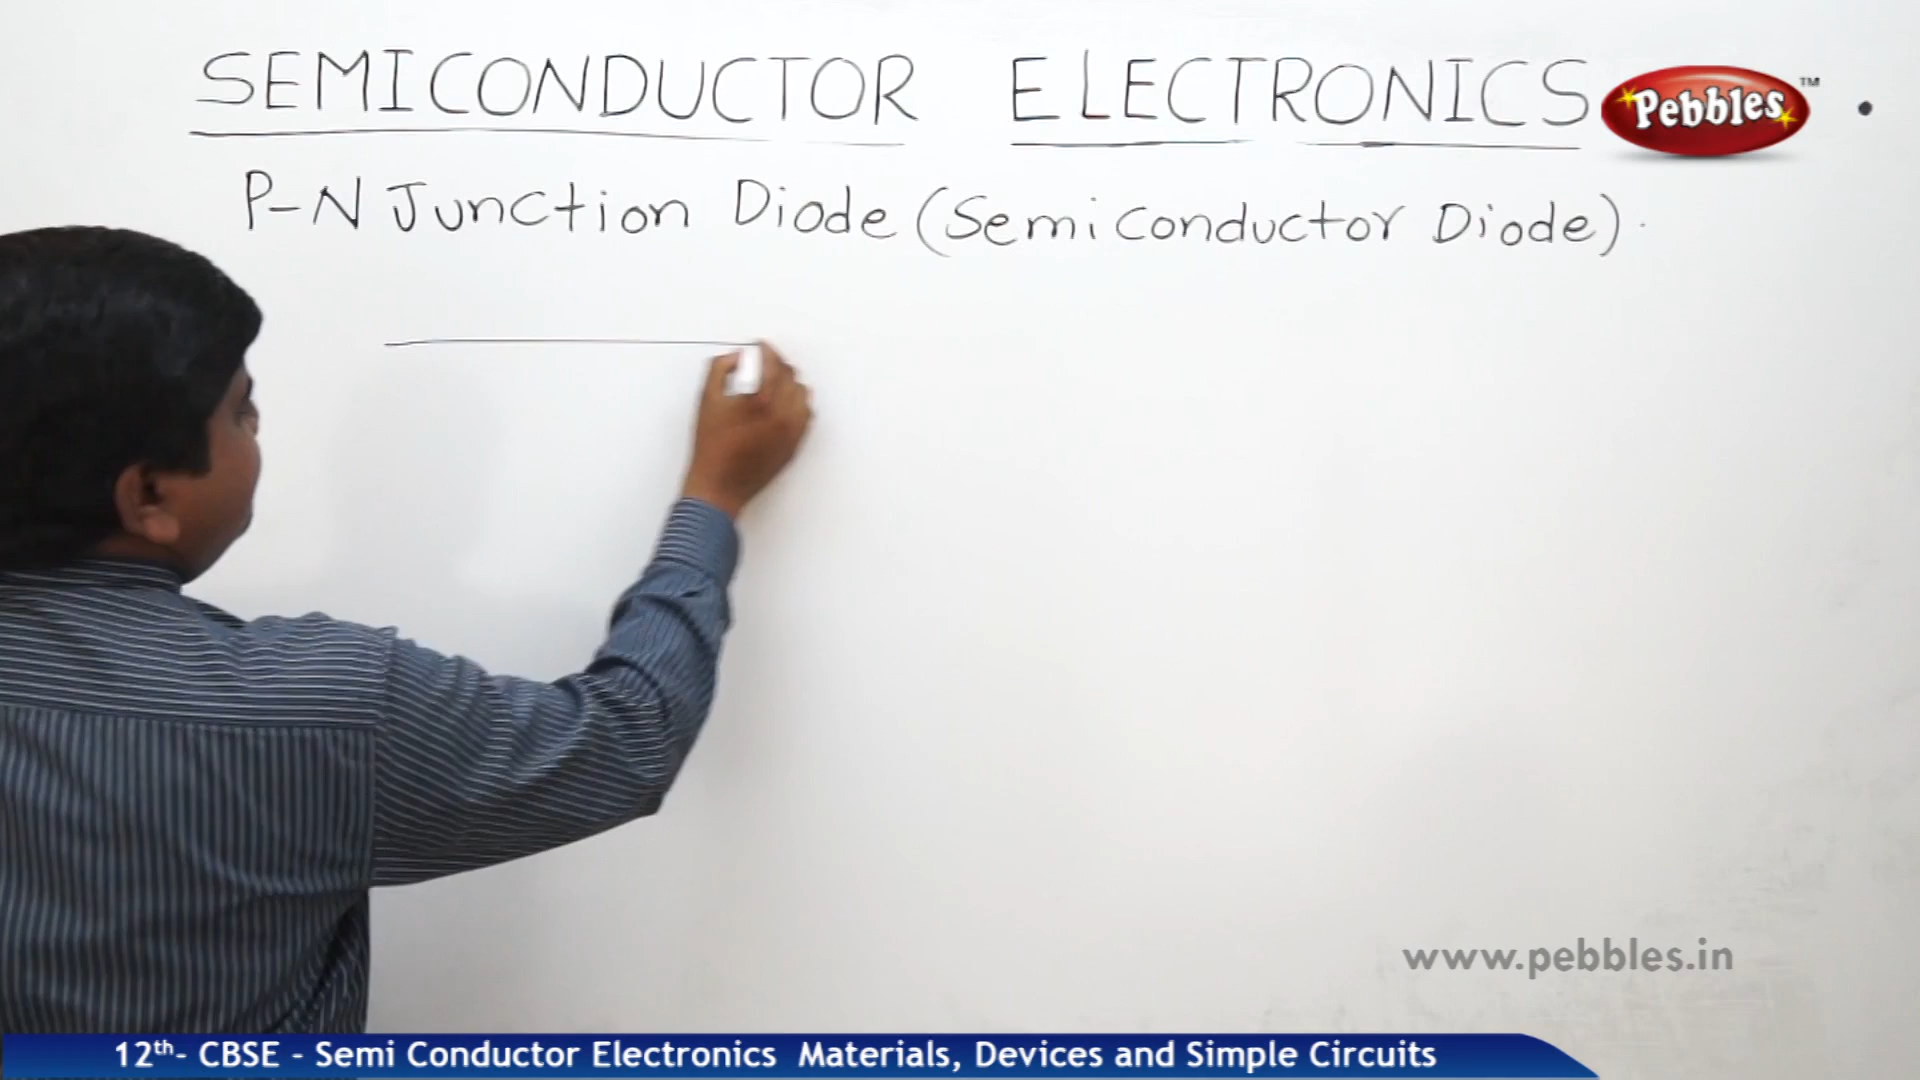 SEMICONDUCTOR ELECTRONICS
Pebbles™
P-N Junction Diode (Semiconductor Diode).
www.pebbles.in
12th- CBSE - Semi Conductor Electronics Materials, Devices and Simple Circuits